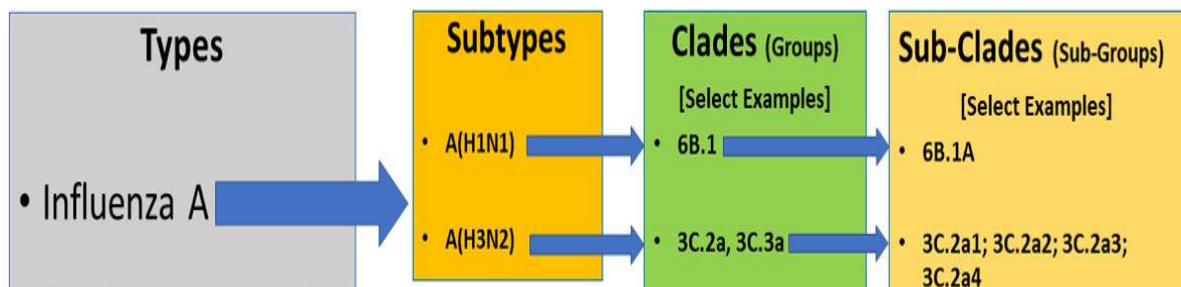 Types
• Influenza A
Subtypes
• A(H1N1)
• A(H3N2)
Clades (Groups)
[Select Examples]
• 6B.1
• 3C.2a, 3C.3a
Sub-Clades (Sub-Groups)
[Select Examples]
• 6B.1A
• 3C.2a1; 3C.2a2; 3C.2a3;
3C.2a4